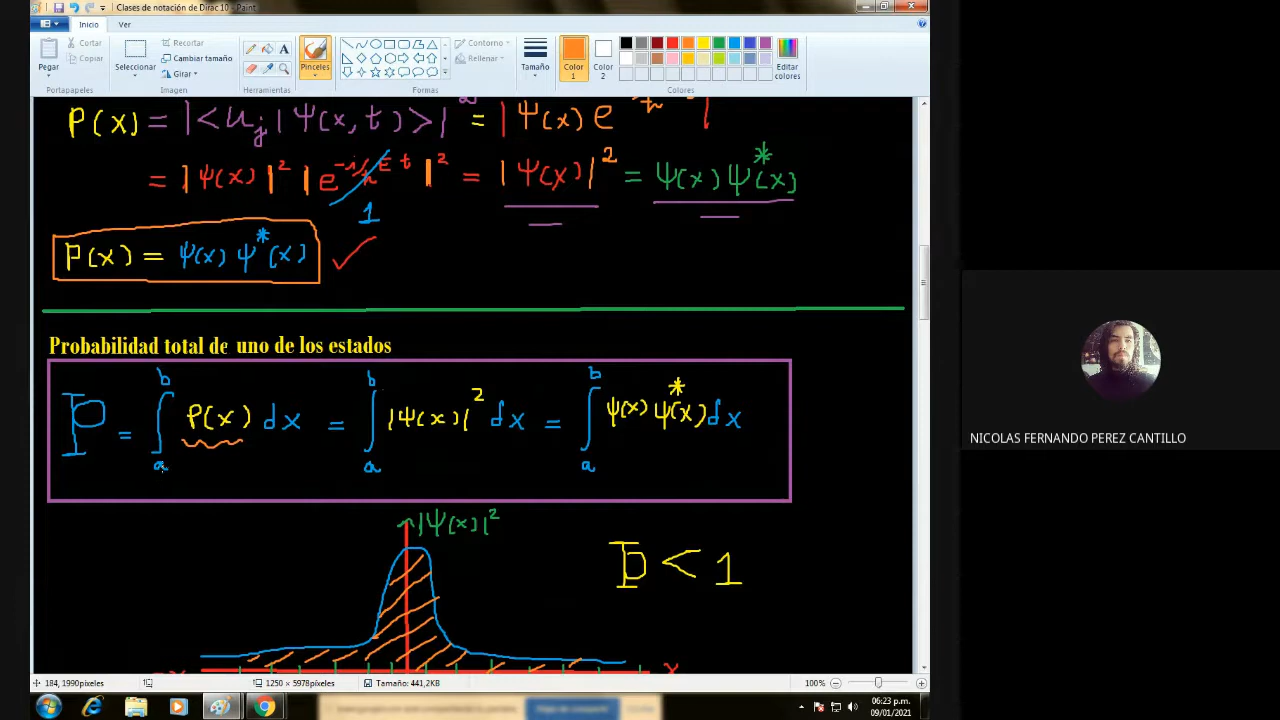 Clases de notación de Dirac 10 - Paint
Inicio Ver
Pegar
Cortar
Copiar
Seleccionar
Recortar
Cambiar tamaño
Girar
A
Pinceles
Contorno
Rellenar
Tamaño
Color 1
Color 2
Editar colores
Portapapeles Imagen Herramientas Formas Colores
P(x) = |<u_j|Ψ(x,t)>|² = |Ψ(x) e
= |Ψ(x)|² |e^{-i/ħ E t}|² = |Ψ(x)|² = Ψ(x)Ψ*(x)
1
P(x) = Ψ(x) Ψ*(x)
Probabilidad total de uno de los estados
P = ∫_a^b P(x) dx = ∫_a^b |Ψ(x)|² dx = ∫_a^b Ψ(x)Ψ*(x) dx
|Ψ(x)|²
P < 1
-x x
184, 1990píxeles
1250 × 5978píxeles
Tamaño: 441,2KB
100%
06:23 p.m.
09/01/2021
NICOLAS FERNANDO PEREZ CANTILLO